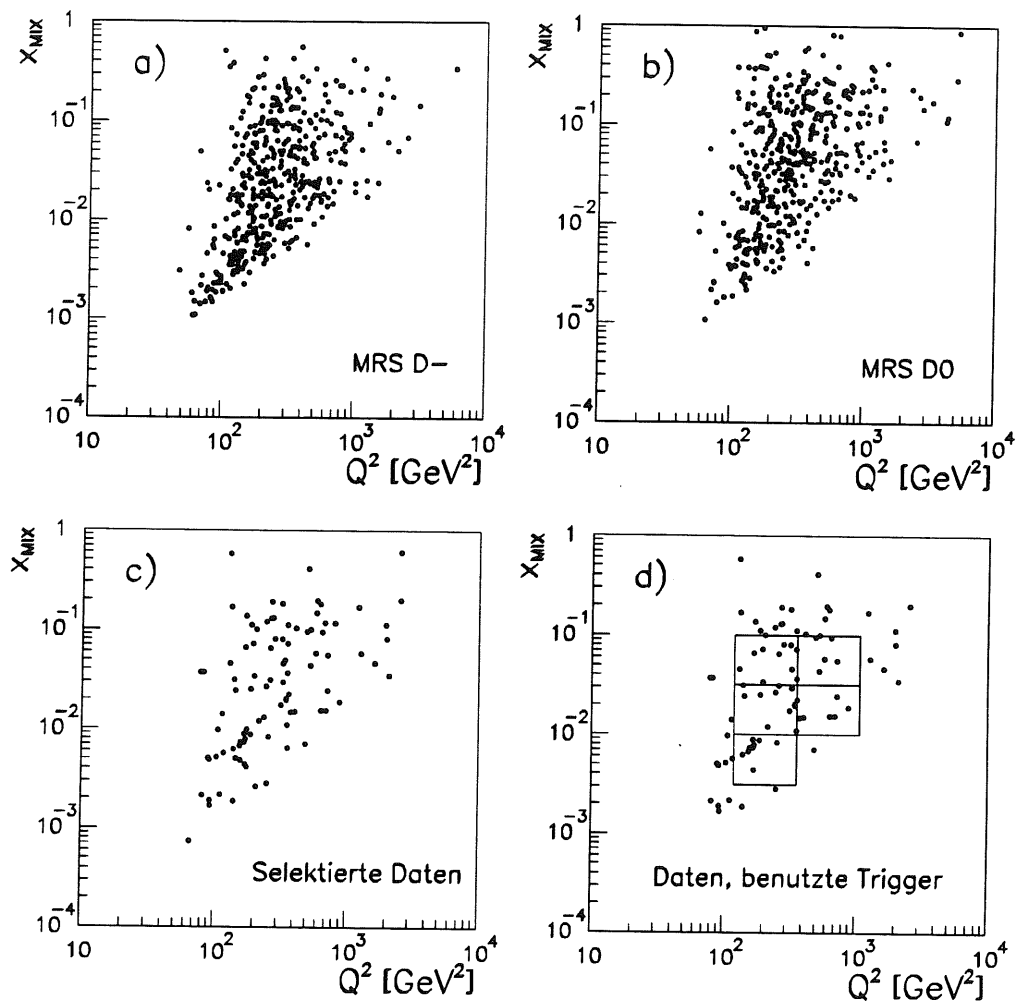 a)
X_MIX
1
10^-1
10^-2
10^-3
10^-4
MRS D-
10
10^2
10^3
10^4
Q^2 [GeV^2]
b)
X_MIX
1
10^-1
10^-2
10^-3
10^-4
MRS D0
10
10^2
10^3
10^4
Q^2 [GeV^2]
c)
X_MIX
1
10^-1
10^-2
10^-3
10^-4
Selektierte Daten
10
10^2
10^3
10^4
Q^2 [GeV^2]
d)
X_MIX
1
10^-1
10^-2
10^-3
10^-4
Daten, benutzte Trigger
10
10^2
10^3
10^4
Q^2 [GeV^2]